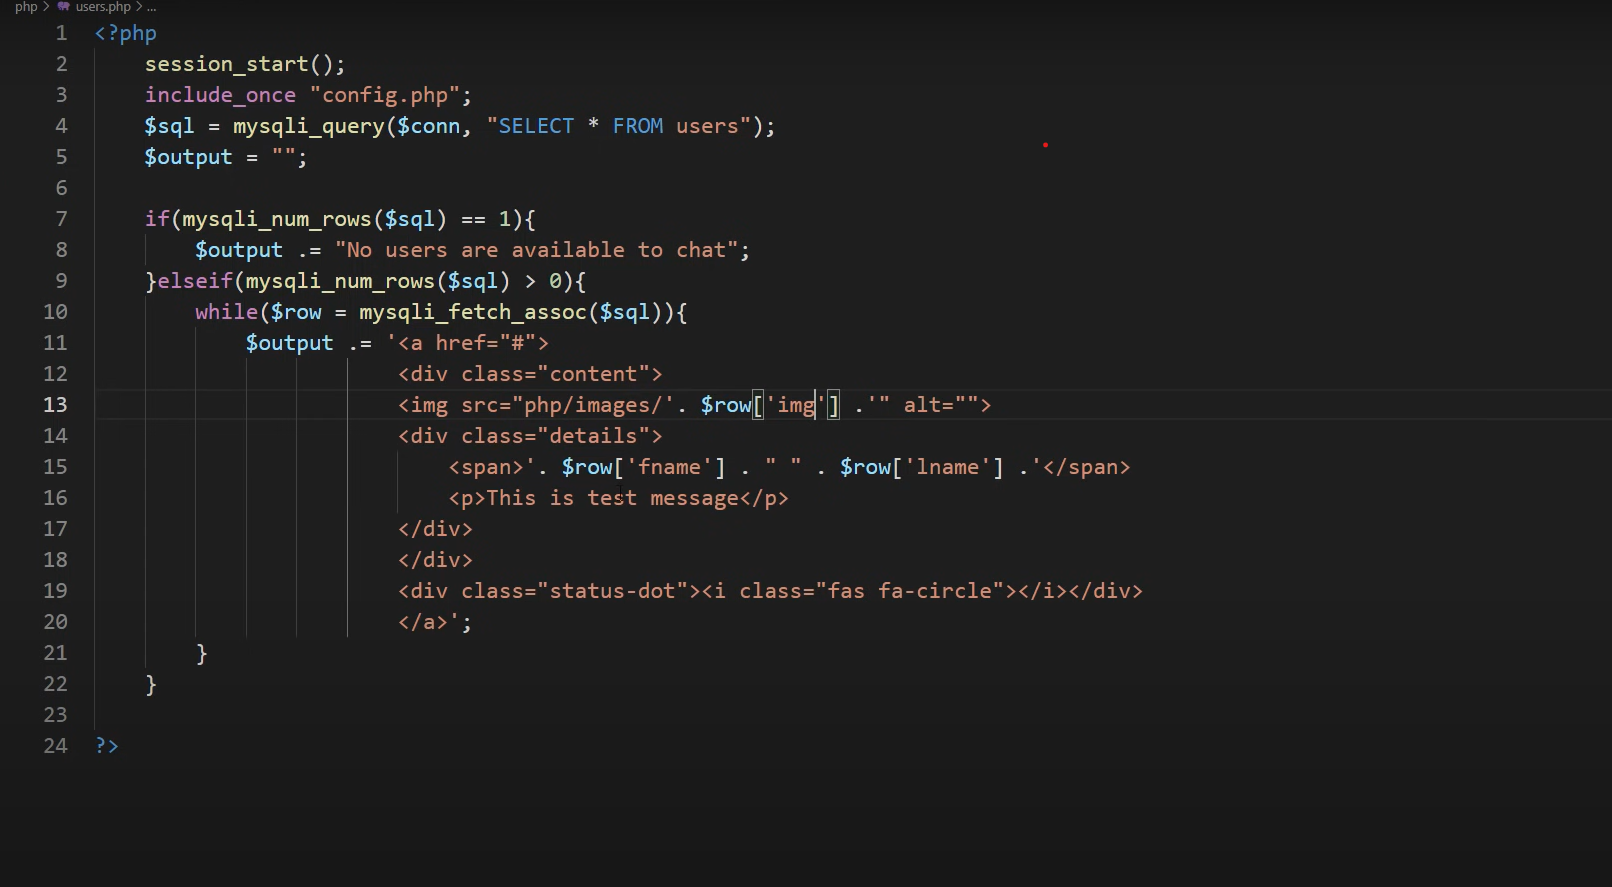 php > users.php > ...
1 <?php
2 session_start();
3 include_once "config.php";
4 $sql = mysqli_query($conn, "SELECT * FROM users");
5 $output = "";
6
7 if(mysqli_num_rows($sql) == 1){
8 $output .= "No users are available to chat";
9 }elseif(mysqli_num_rows($sql) > 0){
10 while($row = mysqli_fetch_assoc($sql)){
11 $output .= '<a href="#">
12 <div class="content">
13 <img src="php/images/'. $row['img'] .'" alt="">
14 <div class="details">
15 <span>'. $row['fname'] . " " . $row['lname'] .'</span>
16 <p>This is test message</p>
17 </div>
18 </div>
19 <div class="status-dot"><i class="fas fa-circle"></i></div>
20 </a>';
21 }
22 }
23
24 ?>